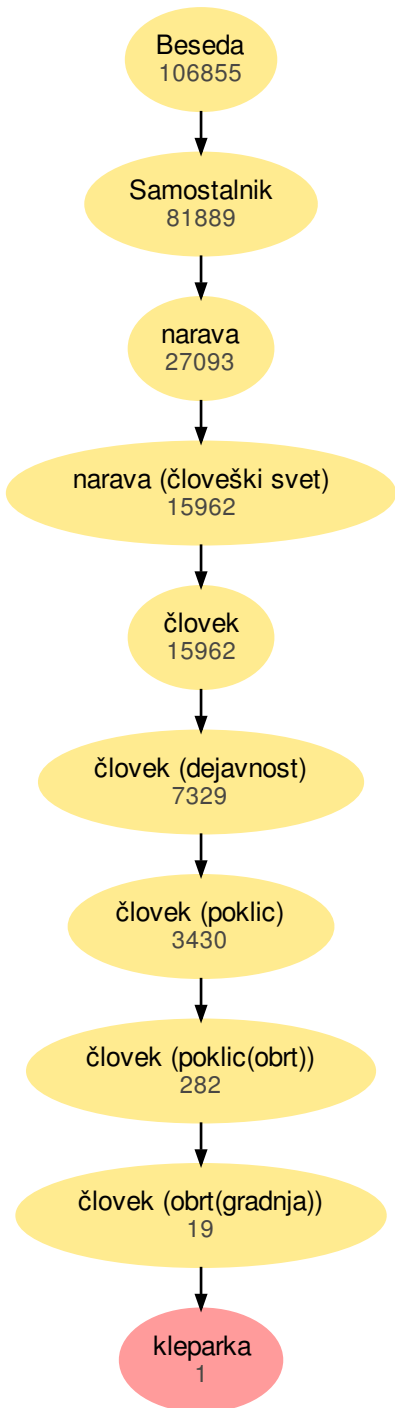 Beseda
106855
Samostalnik
81889
narava
27093
narava (človeški svet)
15962
človek
15962
človek (dejavnost)
7329
človek (poklic)
3430
človek (poklic(obrt))
282
človek (obrt(gradnja))
19
kleparka
1